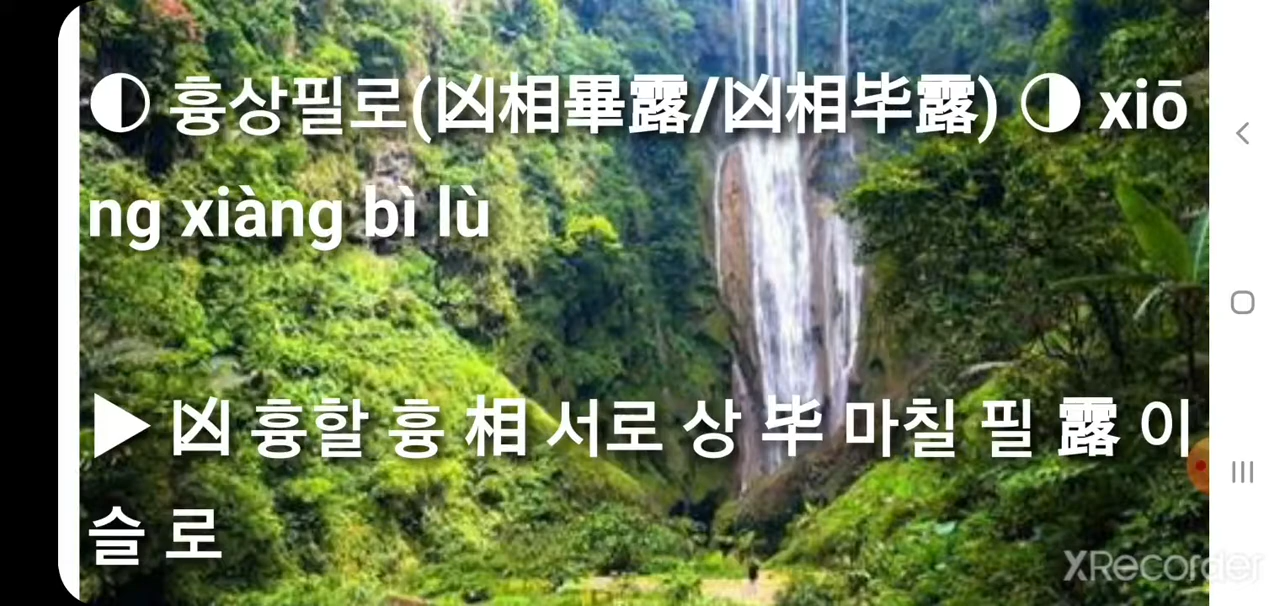 ◐ 흉상필로(凶相畢露/凶相毕露) ◑ xiō
ng xiàng bì lù
▶ 凶 흉할 흉 相 서로 상 毕 마칠 필 露 이
슬 로
XRecorder